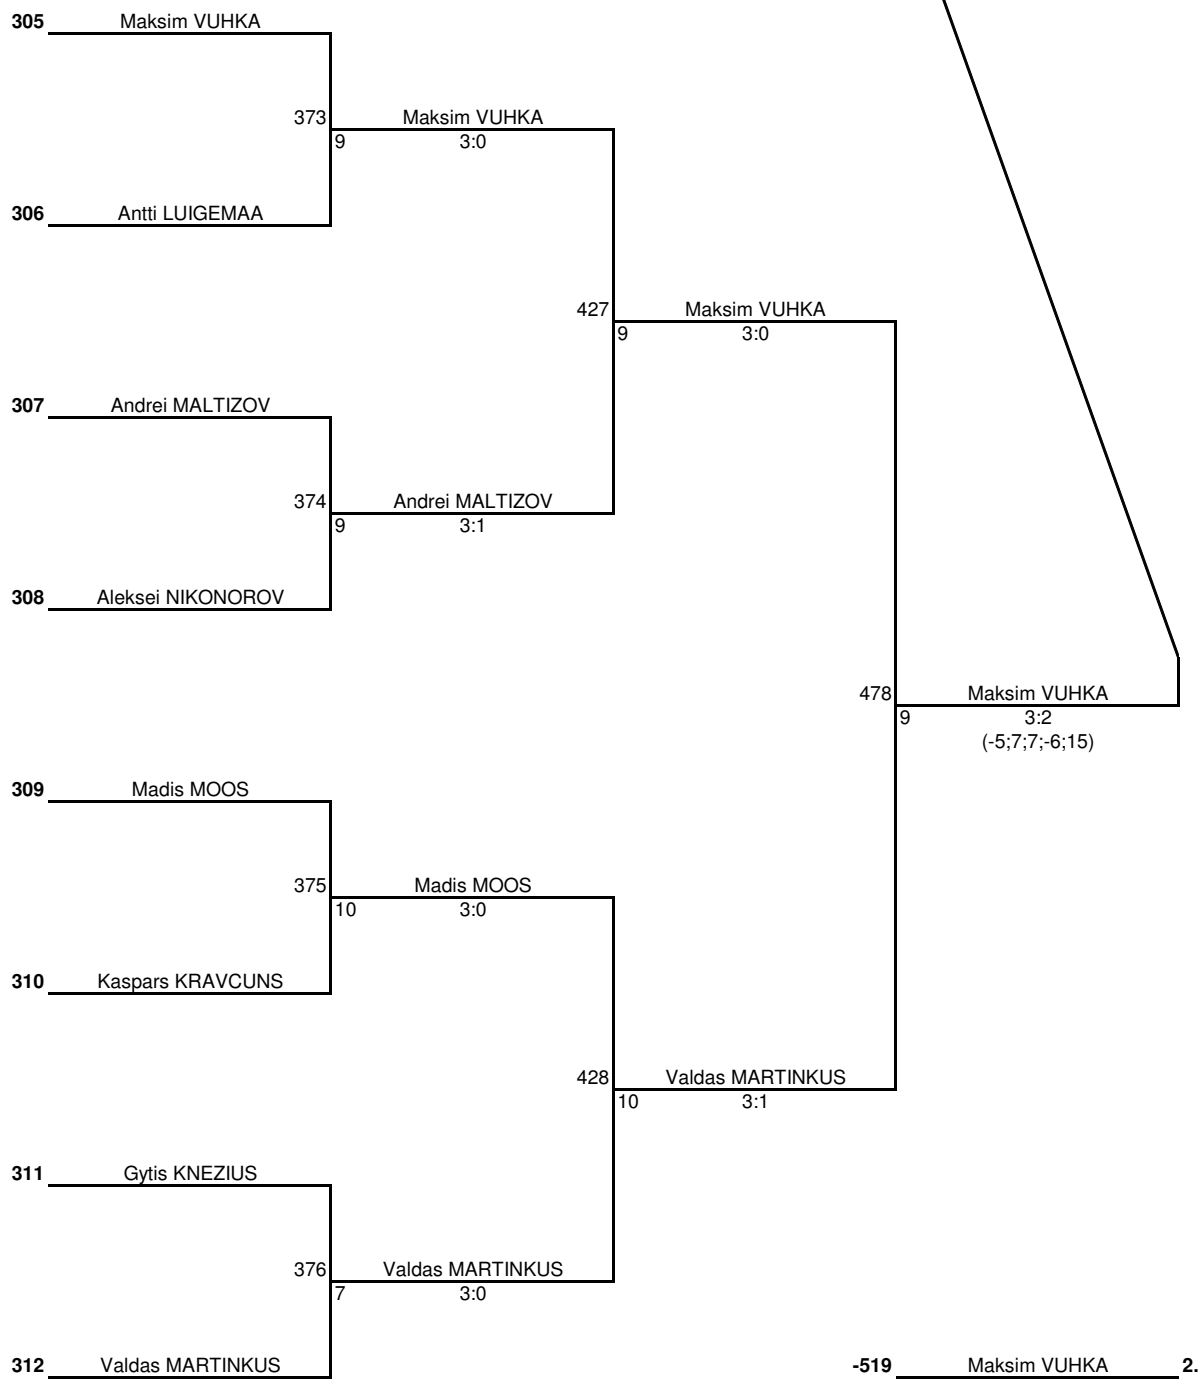 305 Maksim VUHKA
373 Maksim VUHKA
9 3:0
306 Antti LUIGEMAA
427 Maksim VUHKA
9 3:0
307 Andrei MALTIZOV
374 Andrei MALTIZOV
9 3:1
308 Aleksei NIKONOROV
478 Maksim VUHKA
9 3:2
(-5;7;7;-6;15)
309 Madis MOOS
375 Madis MOOS
10 3:0
310 Kaspars KRAVCUNS
428 Valdas MARTINKUS
10 3:1
311 Gytis KNEZIUS
376 Valdas MARTINKUS
7 3:0
312 Valdas MARTINKUS
-519 Maksim VUHKA 2.